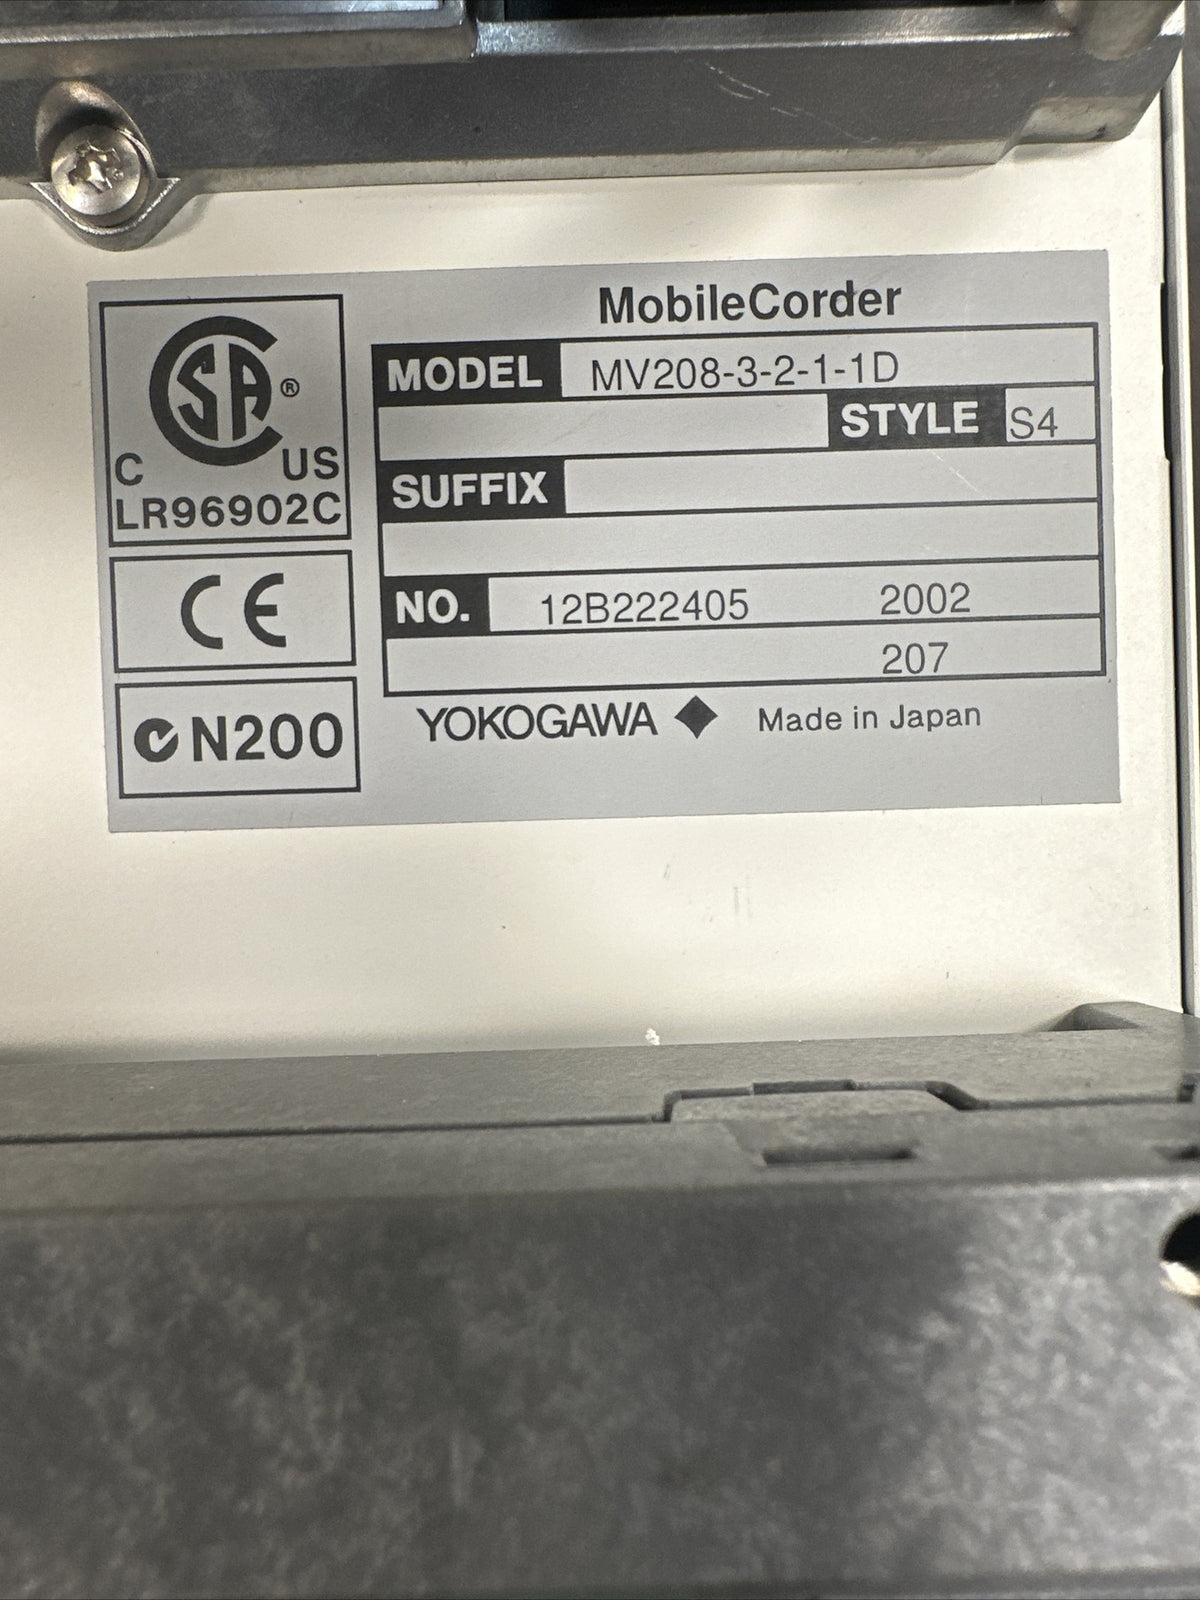 MobileCorder
MODEL MV208-3-2-1-1D
STYLE S4
SUFFIX
NO. 12B222405 2002
207
YOKOGAWA Made in Japan
CSA ®
C US
LR96902C
CE
N200